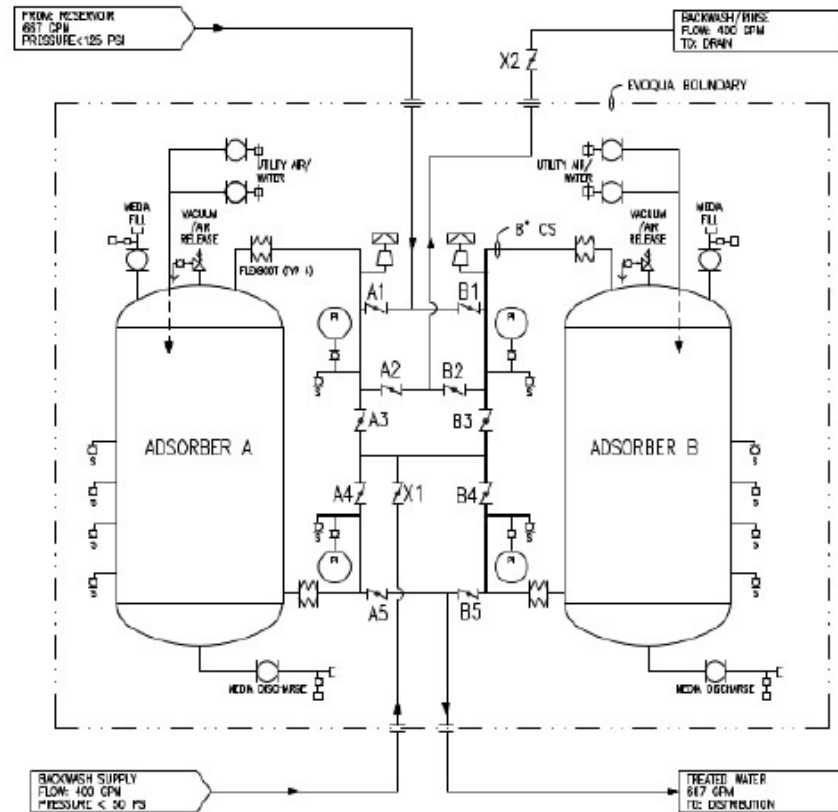 FROM: RESERVOIR
667 GPM
PRESSURE<125 PSI
BACKWASH/RINSE
FLOW: 400 GPM
TO: DRAIN
X2
EVOQUA BOUNDARY
UTILITY AIR/
WATER
UTILITY AIR/
WATER
MEDIA
FILL
VACUUM
/AIR
RELEASE
FLEXBOOT (TYP 4)
8" CS
VACUUM
/AIR
RELEASE
MEDIA
FILL
A1
B1
PI
PI
A2
B2
S
S
A3
B3
ADSORBER A
ADSORBER B
S
S
A4
X1
B4
S
S
S
S
S
S
PI
PI
S
S
A5
B5
MEDIA DISCHARGE
MEDIA DISCHARGE
BACKWASH SUPPLY
FLOW: 400 GPM
PRESSURE < 50 PSI
TREATED WATER
667 GPM
TO: DISTRIBUTION